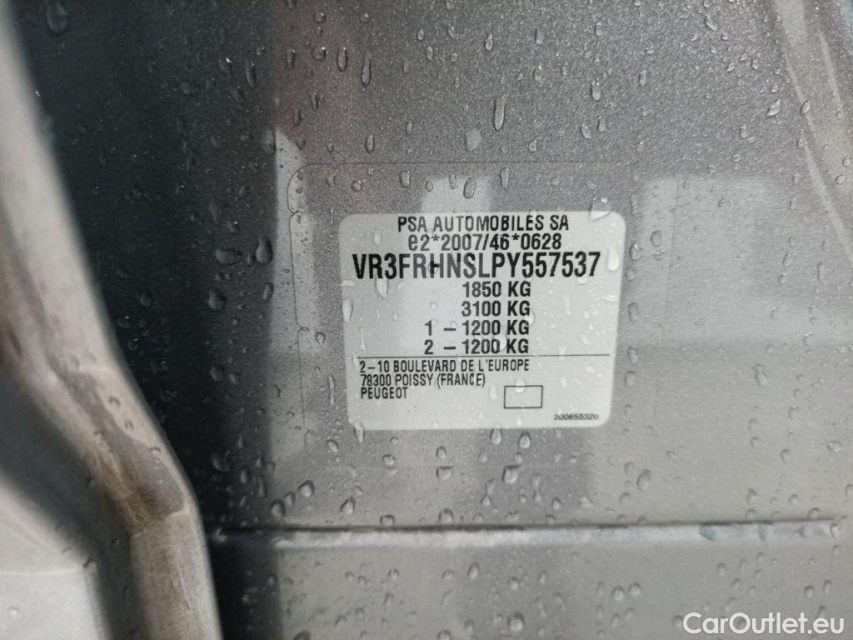 PSA AUTOMOBILES SA
e2*2007/46*0628
VR3FRHNSLPY557537
1850 KG
3100 KG
1 – 1200 KG
2 – 1200 KG
2–10 BOULEVARD DE L'EUROPE
78300 POISSY (FRANCE)
PEUGEOT
200655320
CarOutlet.eu